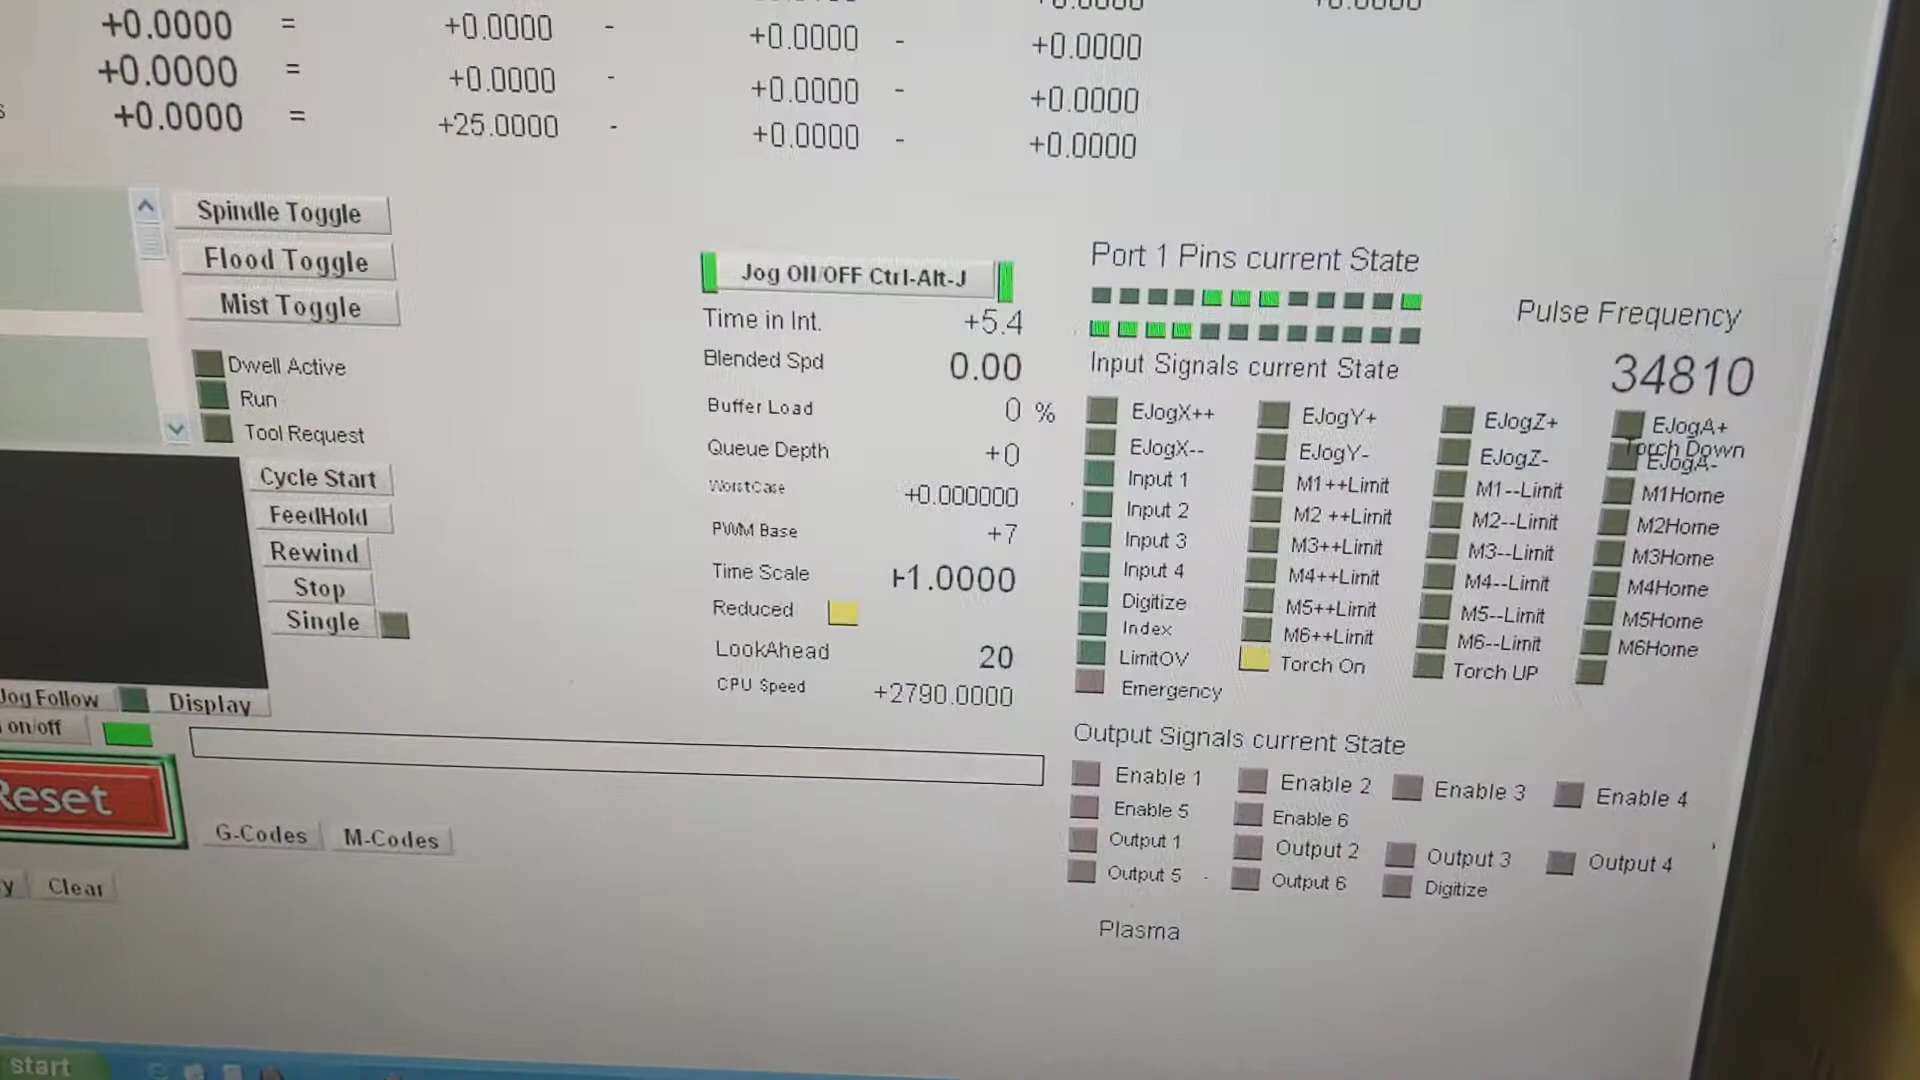 +0.0000 = +0.0000 - +0.0000 - +0.0000
+0.0000 = +0.0000 - +0.0000 - +0.0000
+0.0000 = +25.0000 - +0.0000 - +0.0000
Spindle Toggle
Flood Toggle
Mist Toggle
Dwell Active
Run
Tool Request
Cycle Start
FeedHold
Rewind
Stop
Single
Jog Follow
Display
on/off
Reset
G-Codes M-Codes
Clear
start
Jog ON/OFF Ctrl-Alt-J
Time in Int. +5.4
Blended Spd 0.00
Buffer Load 0 %
Queue Depth +0
WorstCase +0.000000
PWM Base +7
Time Scale +1.0000
Reduced
LookAhead 20
CPU Speed +2790.0000
Port 1 Pins current State
Pulse Frequency
34810
Input Signals current State
EJogX++ EJogY+ EJogZ+ EJogA+
Torch Down
EJogX-- EJogY- EJogZ- EJogA-
Input 1 M1++Limit M1--Limit M1Home
Input 2 M2 ++Limit M2--Limit M2Home
Input 3 M3++Limit M3--Limit M3Home
Input 4 M4++Limit M4--Limit M4Home
Digitize M5++Limit M5--Limit M5Home
Index M6++Limit M6--Limit M6Home
LimitOV Torch On Torch UP
Emergency
Output Signals current State
Enable 1 Enable 2 Enable 3 Enable 4
Enable 5 Enable 6
Output 1 Output 2 Output 3 Output 4
Output 5 Output 6 Digitize
Plasma